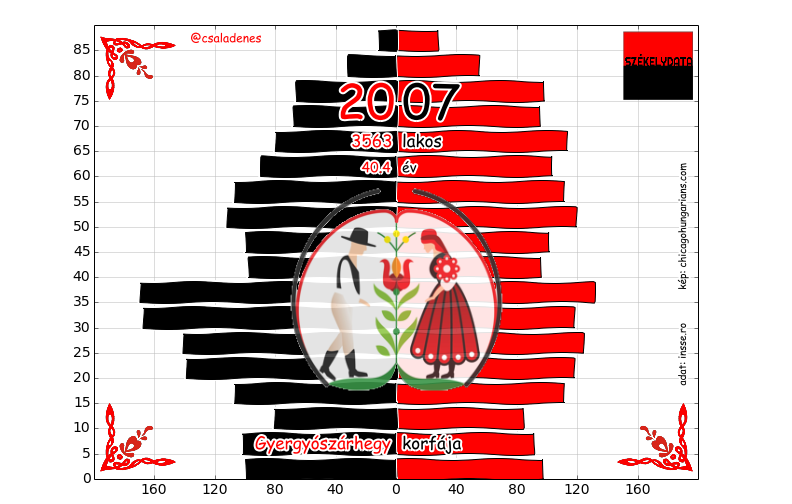 @csaladenes
SZÉKELYDATA
2007
3563 lakos
40.4 év
kép: chicagohungarians.com
adat: insse.ro
Gyergyószárhegy korfája
85
80
75
70
65
60
55
50
45
40
35
30
25
20
15
10
5
0
160 120 80 40 0 40 80 120 160